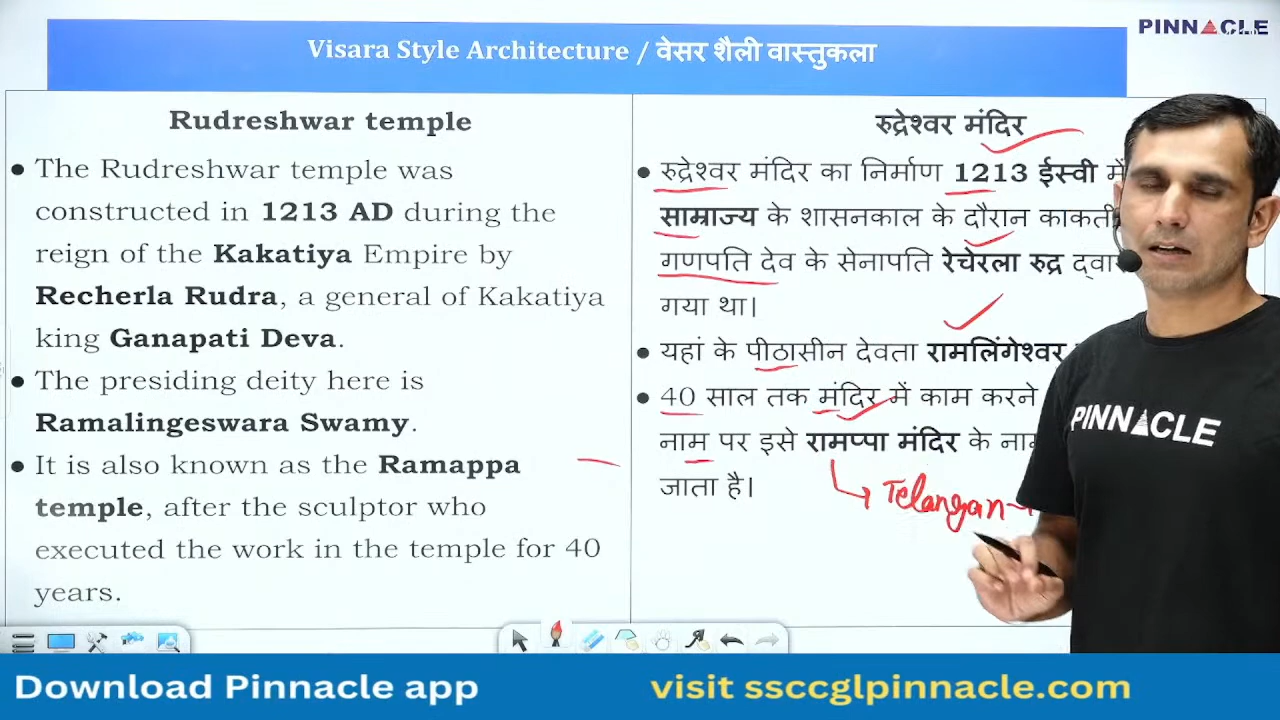 PINNACLE
Visara Style Architecture / वेसर शैली वास्तुकला
Rudreshwar temple
The Rudreshwar temple was
constructed in 1213 AD during the
reign of the Kakatiya Empire by
Recherla Rudra, a general of Kakatiya
king Ganapati Deva.
The presiding deity here is
Ramalingeswara Swamy.
It is also known as the Ramappa
temple, after the sculptor who
executed the work in the temple for 40
years.
रुद्रेश्वर मंदिर
रुद्रेश्वर मंदिर का निर्माण 1213 ईस्वी में
साम्राज्य के शासनकाल के दौरान काकती
गणपति देव के सेनापति रेचेरला रुद्र
गया था।
यहां के पीठासीन देवता रामलिंगेश्वर
40 साल तक मंदिर में काम करने
नाम पर इसे रामप्पा मंदिर के
जाता है।
Telangan
PINNACLE
Download Pinnacle app
visit ssccglpinnacle.com